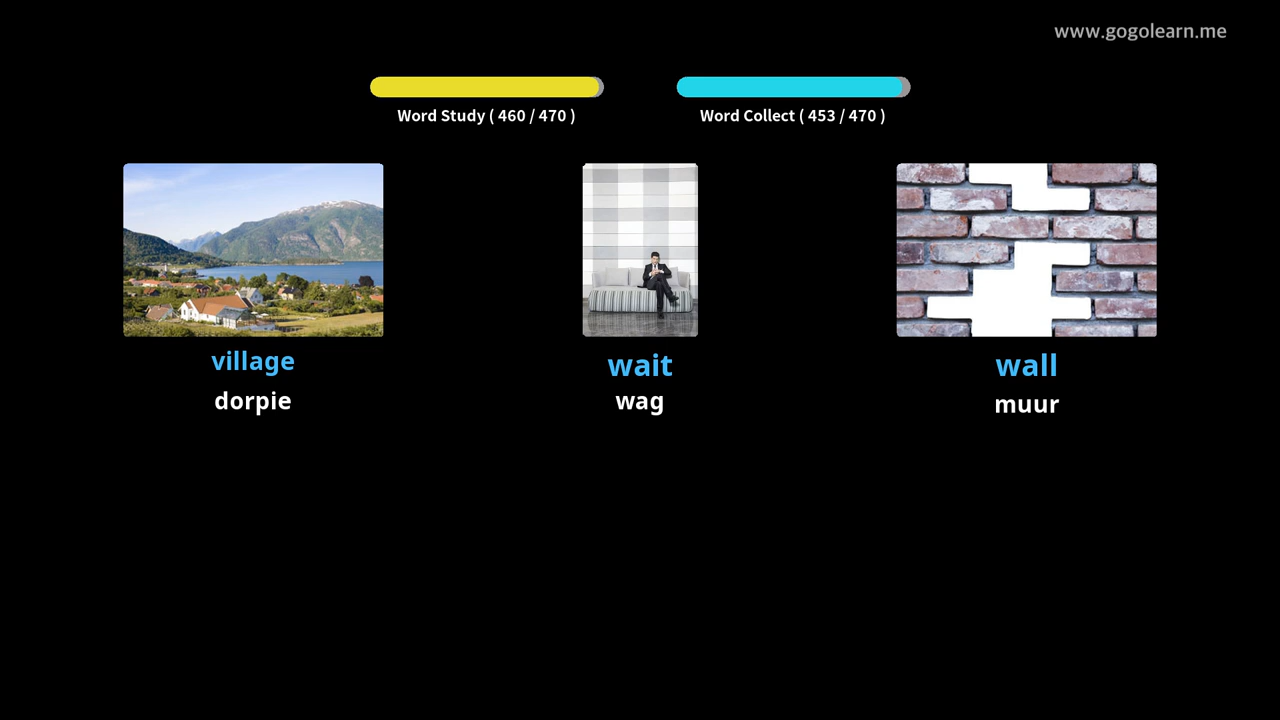 www.gogolearn.me
Word Study ( 460 / 470 )
Word Collect ( 453 / 470 )
village
wait
wall
dorpie
wag
muur